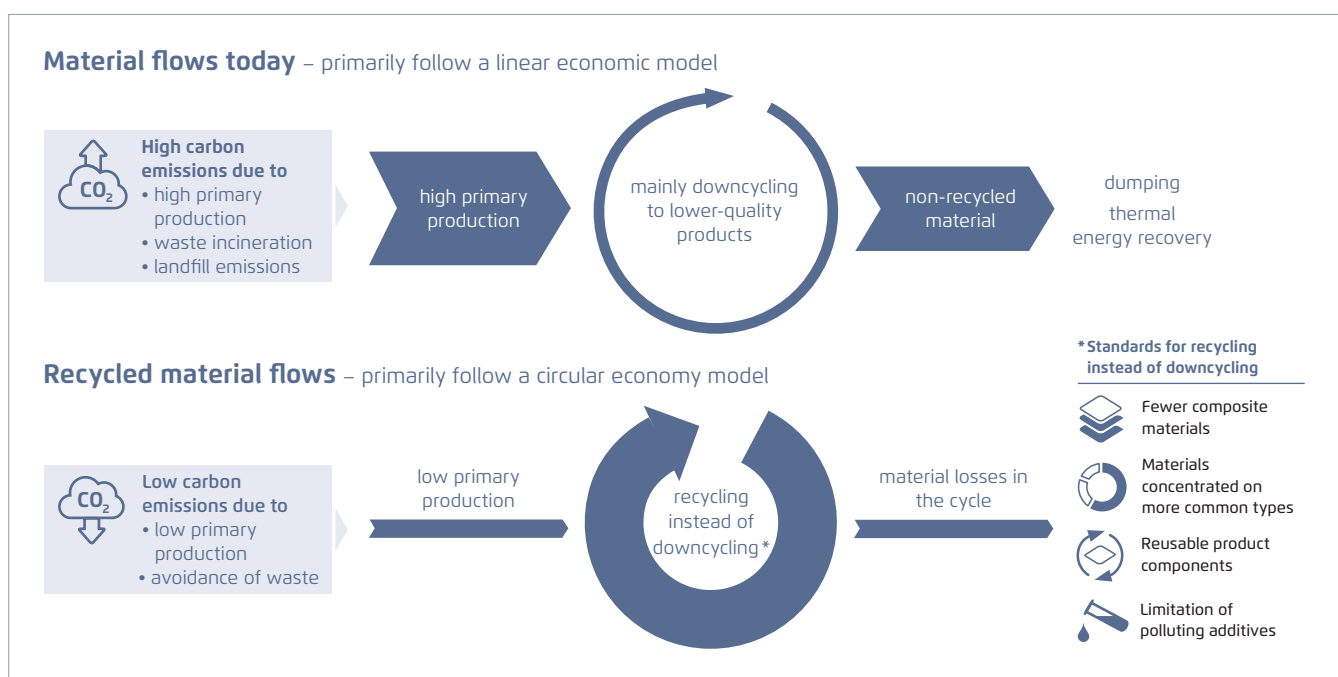 Material flows today – primarily follow a linear economic model
CO2
High carbon
emissions due to
• high primary
production
• waste incineration
• landfill emissions
high primary
production
mainly downcycling
to lower-quality
products
non-recycled
material
dumping
thermal
energy recovery
Recycled material flows – primarily follow a circular economy model
CO2
Low carbon
emissions due to
• low primary
production
• avoidance of waste
low primary
production
recycling
instead of
downcycling*
material losses in
the cycle
*Standards for recycling
instead of downcycling
Fewer composite
materials
Materials
concentrated on
more common types
Reusable product
components
Limitation of
polluting additives